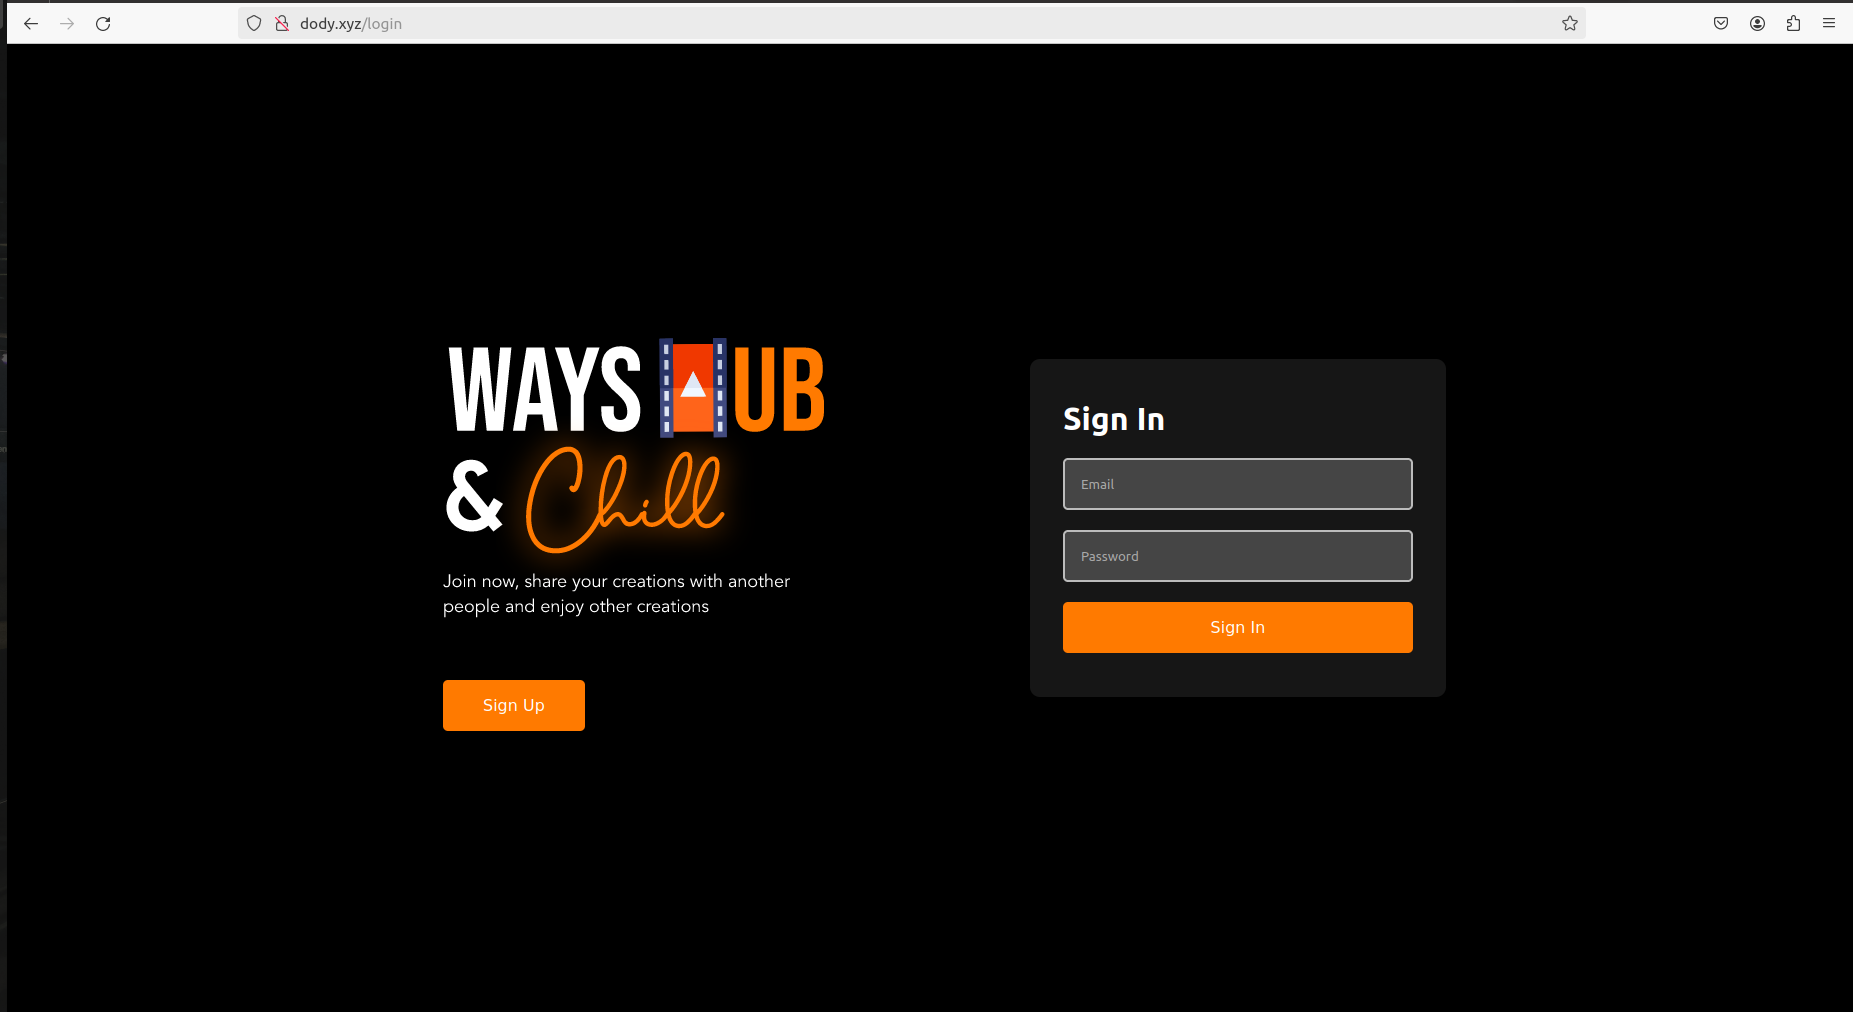 dody.xyz/login
WAYS HUB
& Chill
Join now, share your creations with another
people and enjoy other creations
Sign Up
Sign In
Email
Password
Sign In